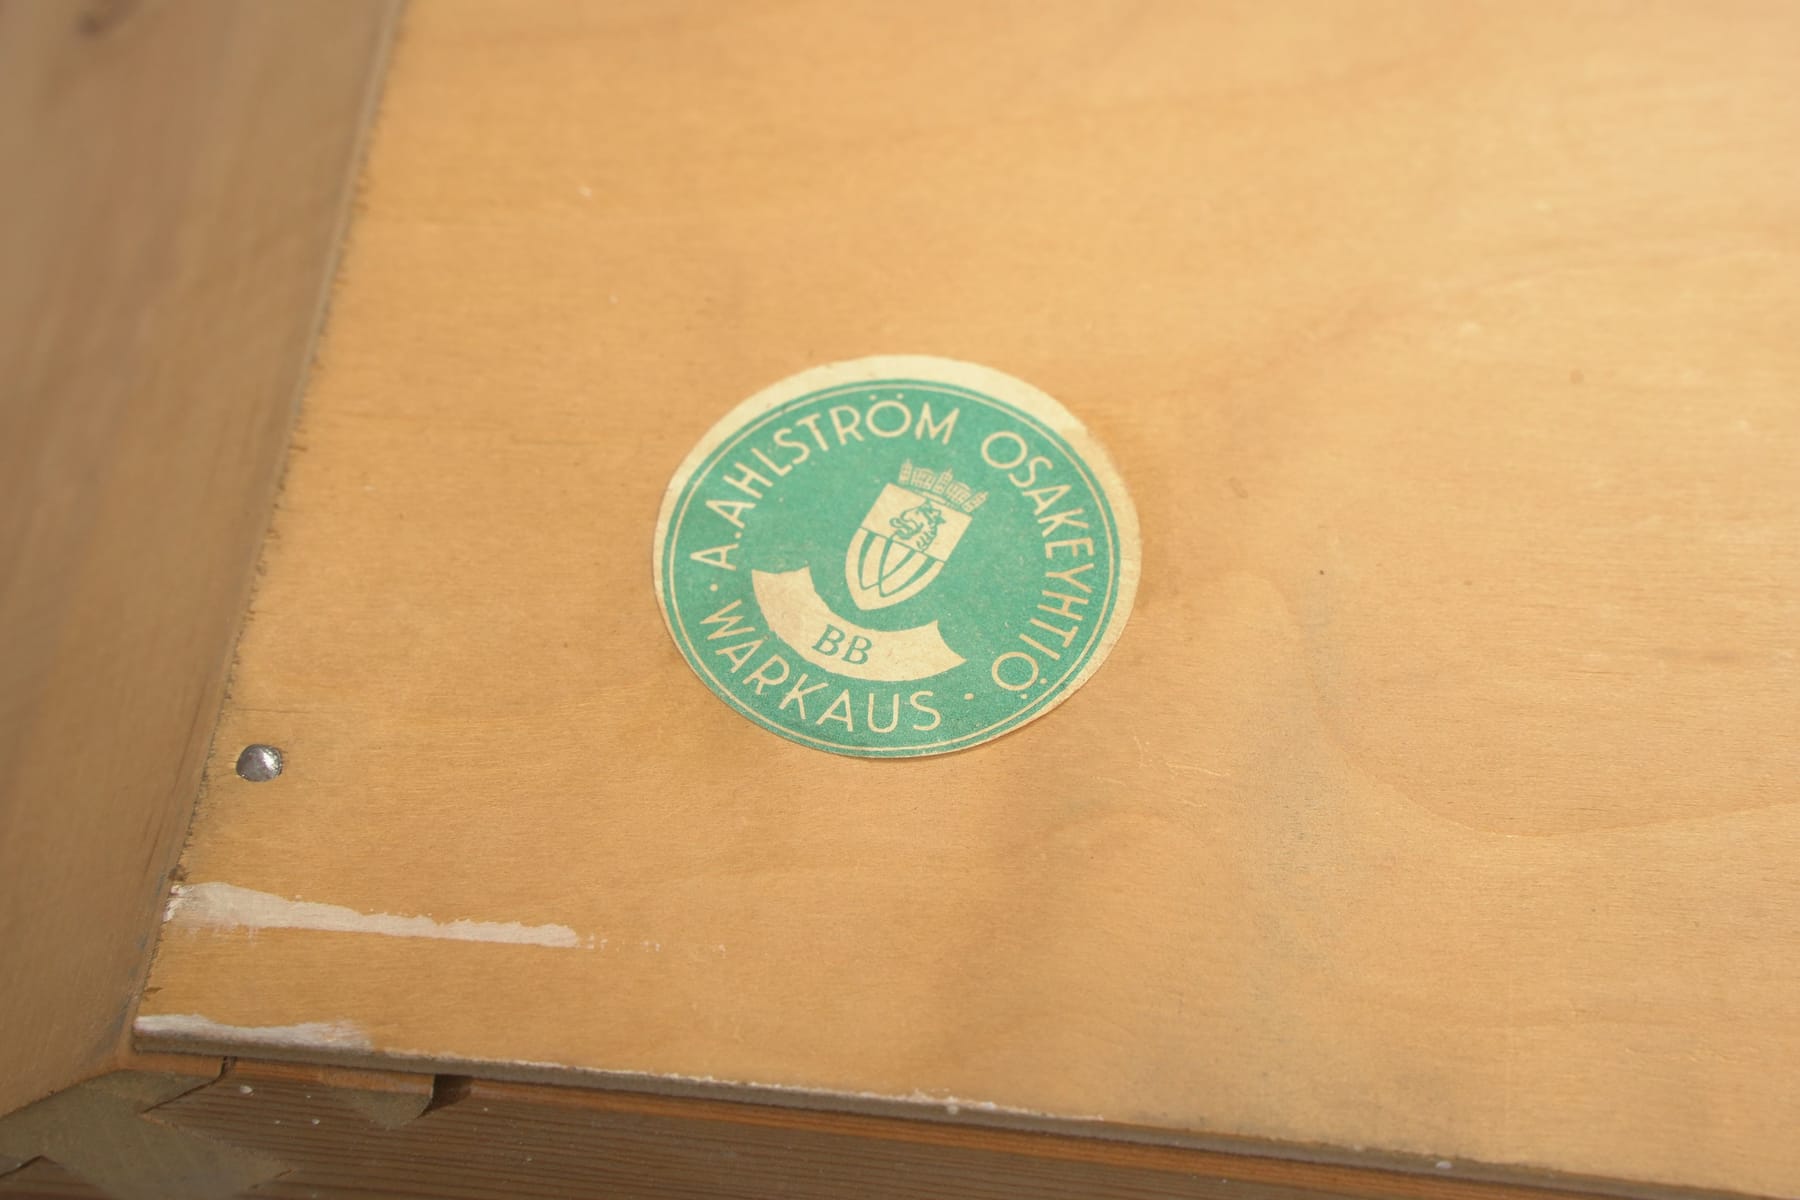 A. AHLSTRÖM OSAKEYHTIÖ
BB
· WARKAUS ·